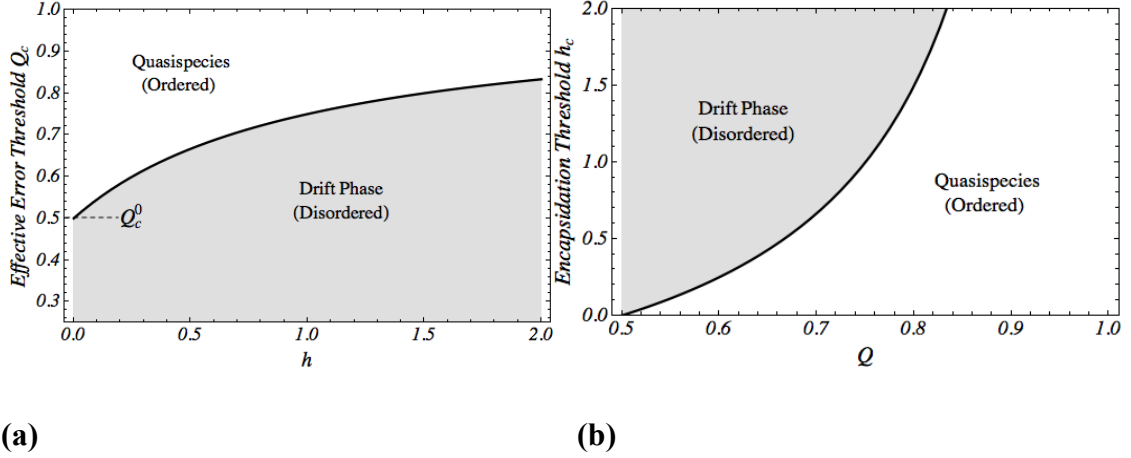 Effective Error Threshold Q_c
1.0
0.9
0.8
0.7
0.6
0.5
0.4
0.3
Quasispecies
(Ordered)
Drift Phase
(Disordered)
Q_c^0
0.0 0.5 1.0 1.5 2.0
h
(a)
Encapsidation Threshold h_c
2.0
1.5
1.0
0.5
0.0
Drift Phase
(Disordered)
Quasispecies
(Ordered)
0.5 0.6 0.7 0.8 0.9 1.0
Q
(b)